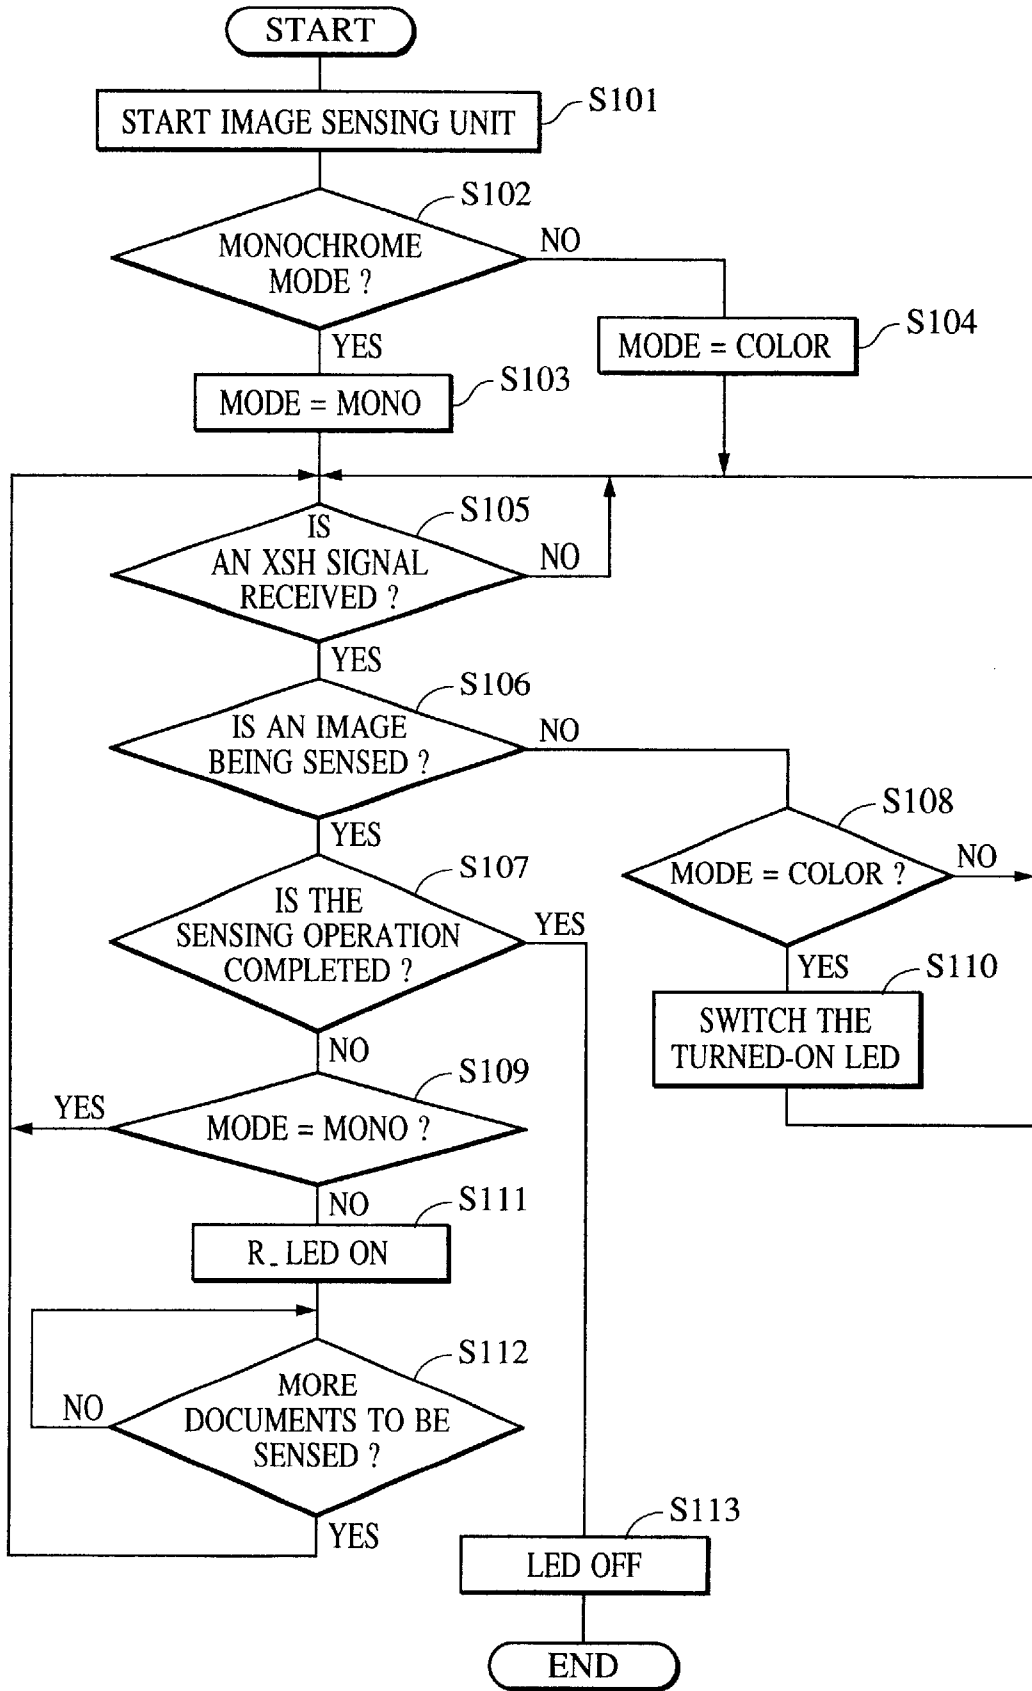 START
START IMAGE SENSING UNIT
S101
S102
MONOCHROME
MODE ?
NO
YES
MODE = COLOR
S104
MODE = MONO
S103
S105
IS
AN XSH SIGNAL
RECEIVED ?
NO
YES
S106
IS AN IMAGE
BEING SENSED ?
NO
YES
S108
MODE = COLOR ?
NO
YES
S107
IS THE
SENSING OPERATION
COMPLETED ?
YES
NO
S110
SWITCH THE
TURNED-ON LED
S109
MODE = MONO ?
YES
NO
S111
R_LED ON
S112
MORE
DOCUMENTS TO BE
SENSED ?
NO
YES
S113
LED OFF
END